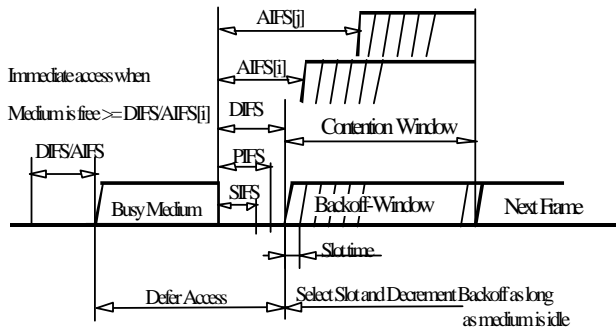 AIFS[j]
AIFS[i]
Immediate access when
Medium is free >= DIFS/AIFS[i]
DIFS
Contention Window
DIFS/AIFS
PIFS
SIFS
Busy Medium
Backoff-Window
Next Frame
Slot time
Defer Access
Select Slot and Decrement Backoff as long
as medium is idle